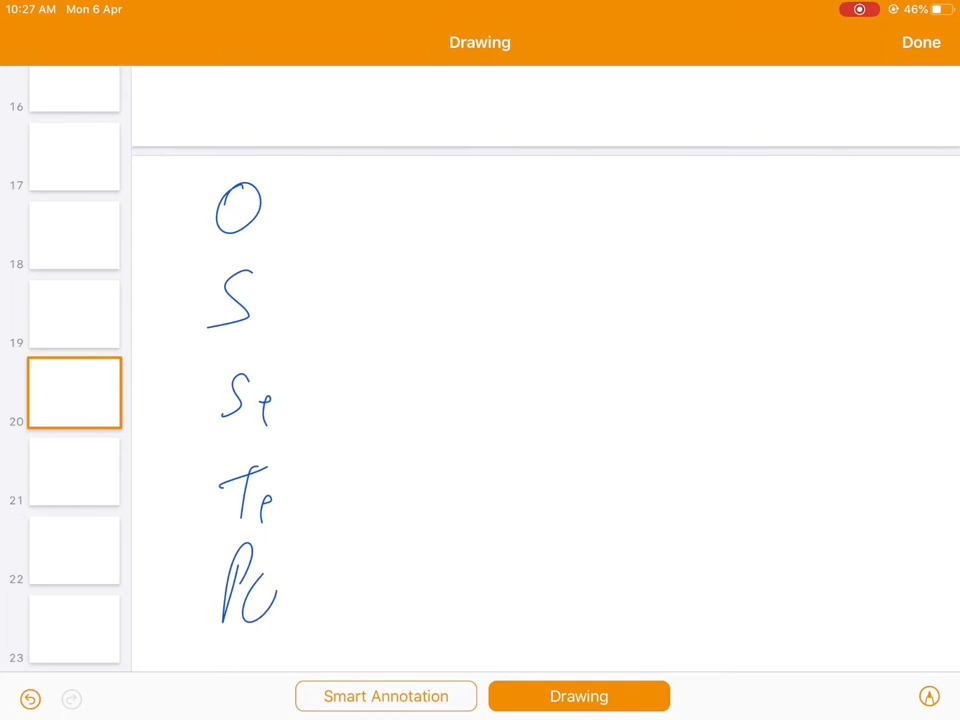 10:27 AM Mon 6 Apr 46%
Drawing Done
16
17
18
19
20
21
22
23
O
S
Se
Te
Po
Smart Annotation Drawing